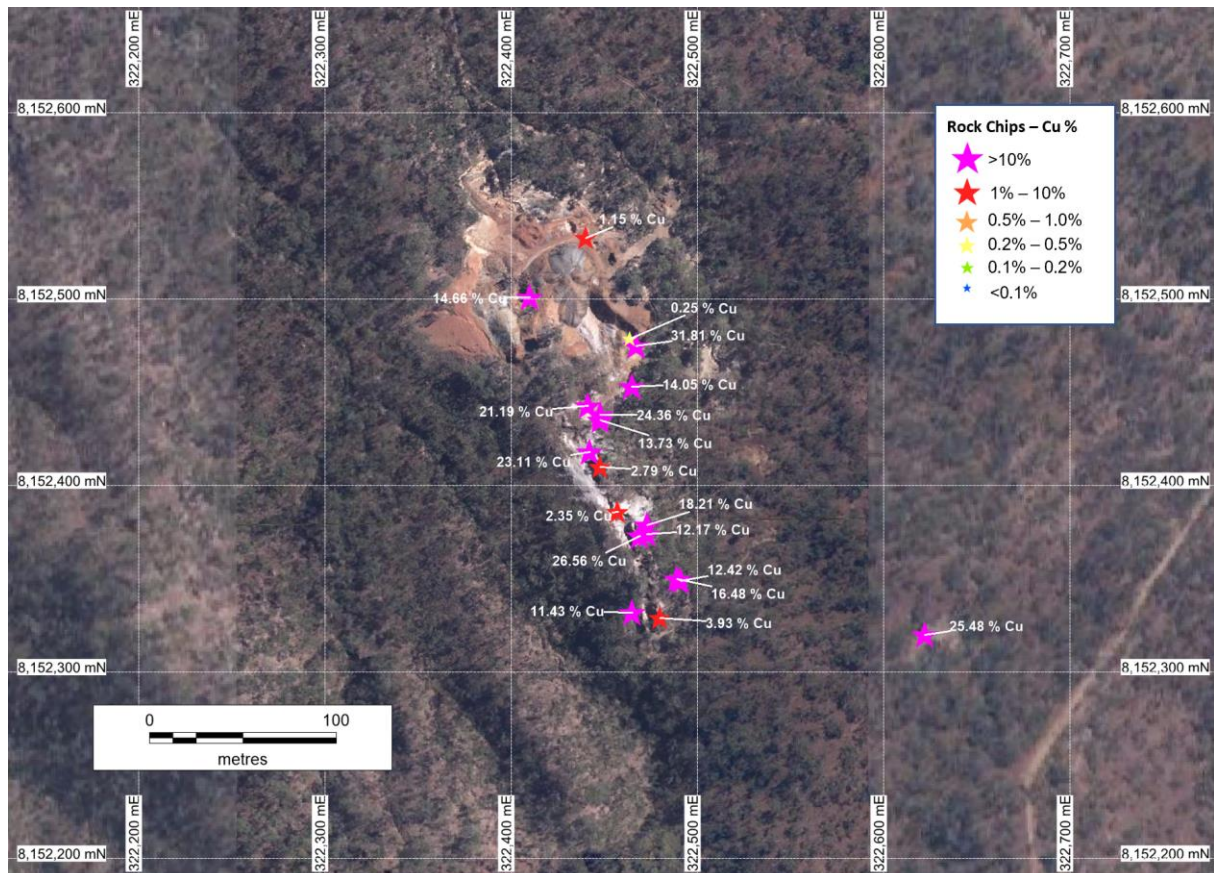 322,200 mE
322,300 mE
322,400 mE
322,500 mE
322,600 mE
322,700 mE
8,152,600 mN
8,152,600 mN
Rock Chips – Cu %
>10%
1% – 10%
0.5% – 1.0%
0.2% – 0.5%
0.1% – 0.2%
<0.1%
1.15 % Cu
8,152,500 mN
14.66 % Cu
8,152,500 mN
0.25 % Cu
31.81 % Cu
14.05 % Cu
21.19 % Cu
24.36 % Cu
13.73 % Cu
23.11 % Cu
2.79 % Cu
8,152,400 mN
8,152,400 mN
18.21 % Cu
2.35 % Cu
12.17 % Cu
26.56 % Cu
12.42 % Cu
16.48 % Cu
11.43 % Cu
3.93 % Cu
25.48 % Cu
8,152,300 mN
8,152,300 mN
0 100
metres
322,200 mE
322,300 mE
322,400 mE
322,500 mE
322,600 mE
322,700 mE
8,152,200 mN
8,152,200 mN